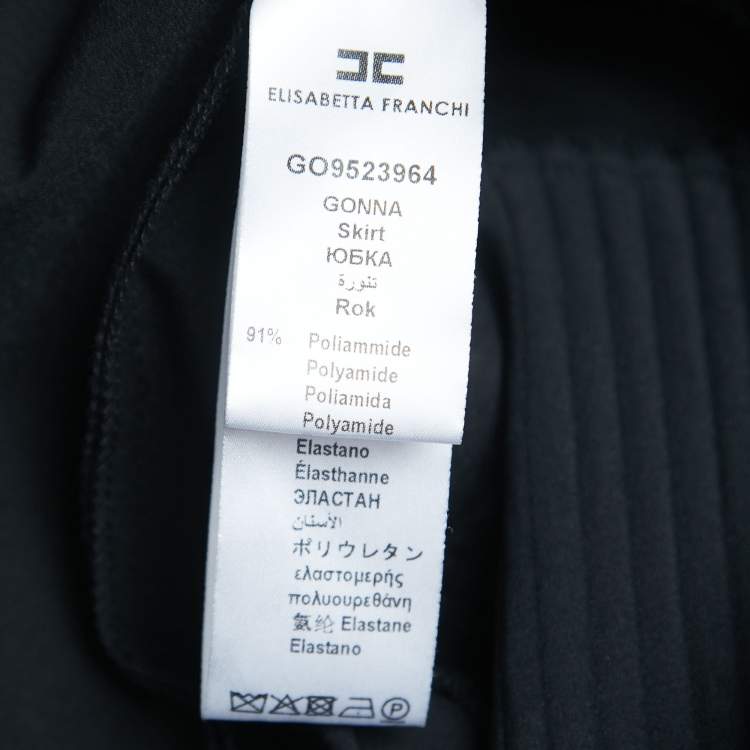 ELISABETTA FRANCHI
GO9523964
GONNA
Skirt
ЮБКА
تنورة
Rok
91% Poliammide
Polyamide
Poliamida
Polyamide
Elastano
Élasthanne
ЭЛАСТАН
الأستان
ポリウレタン
ελαστομερής
πολυουρεθάνη
氨纶 Elastane
Elastano
P